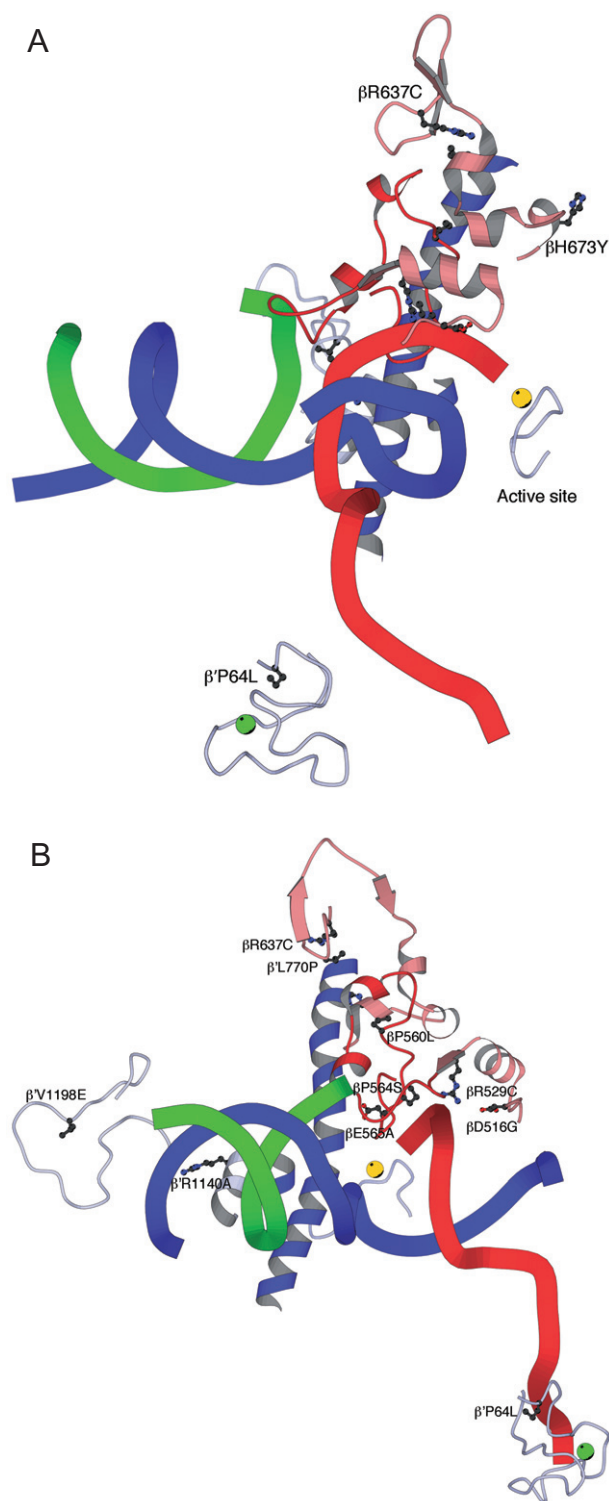 A
βR637C
βH673Y
Active site
β′P64L
B
βR637C
β′L770P
βP560L
β′V1198E
βP564S
βR529C
βE565A
βD516G
β′R1140A
β′P64L